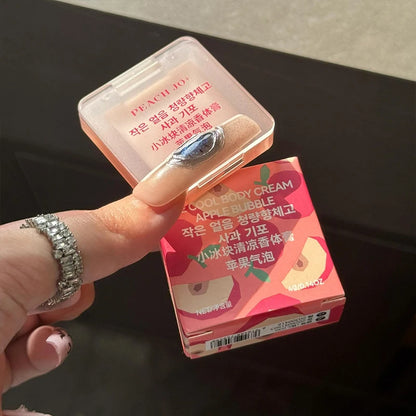 PEACH JO+
작은 얼음 청량향체고
사과 기포
小冰块清凉香体膏
苹果气泡
COOL BODY CREAM
APPLE BUBBLE
작은 얼음 청량향체고
사과 기포
小冰块清凉香体膏
苹果气泡